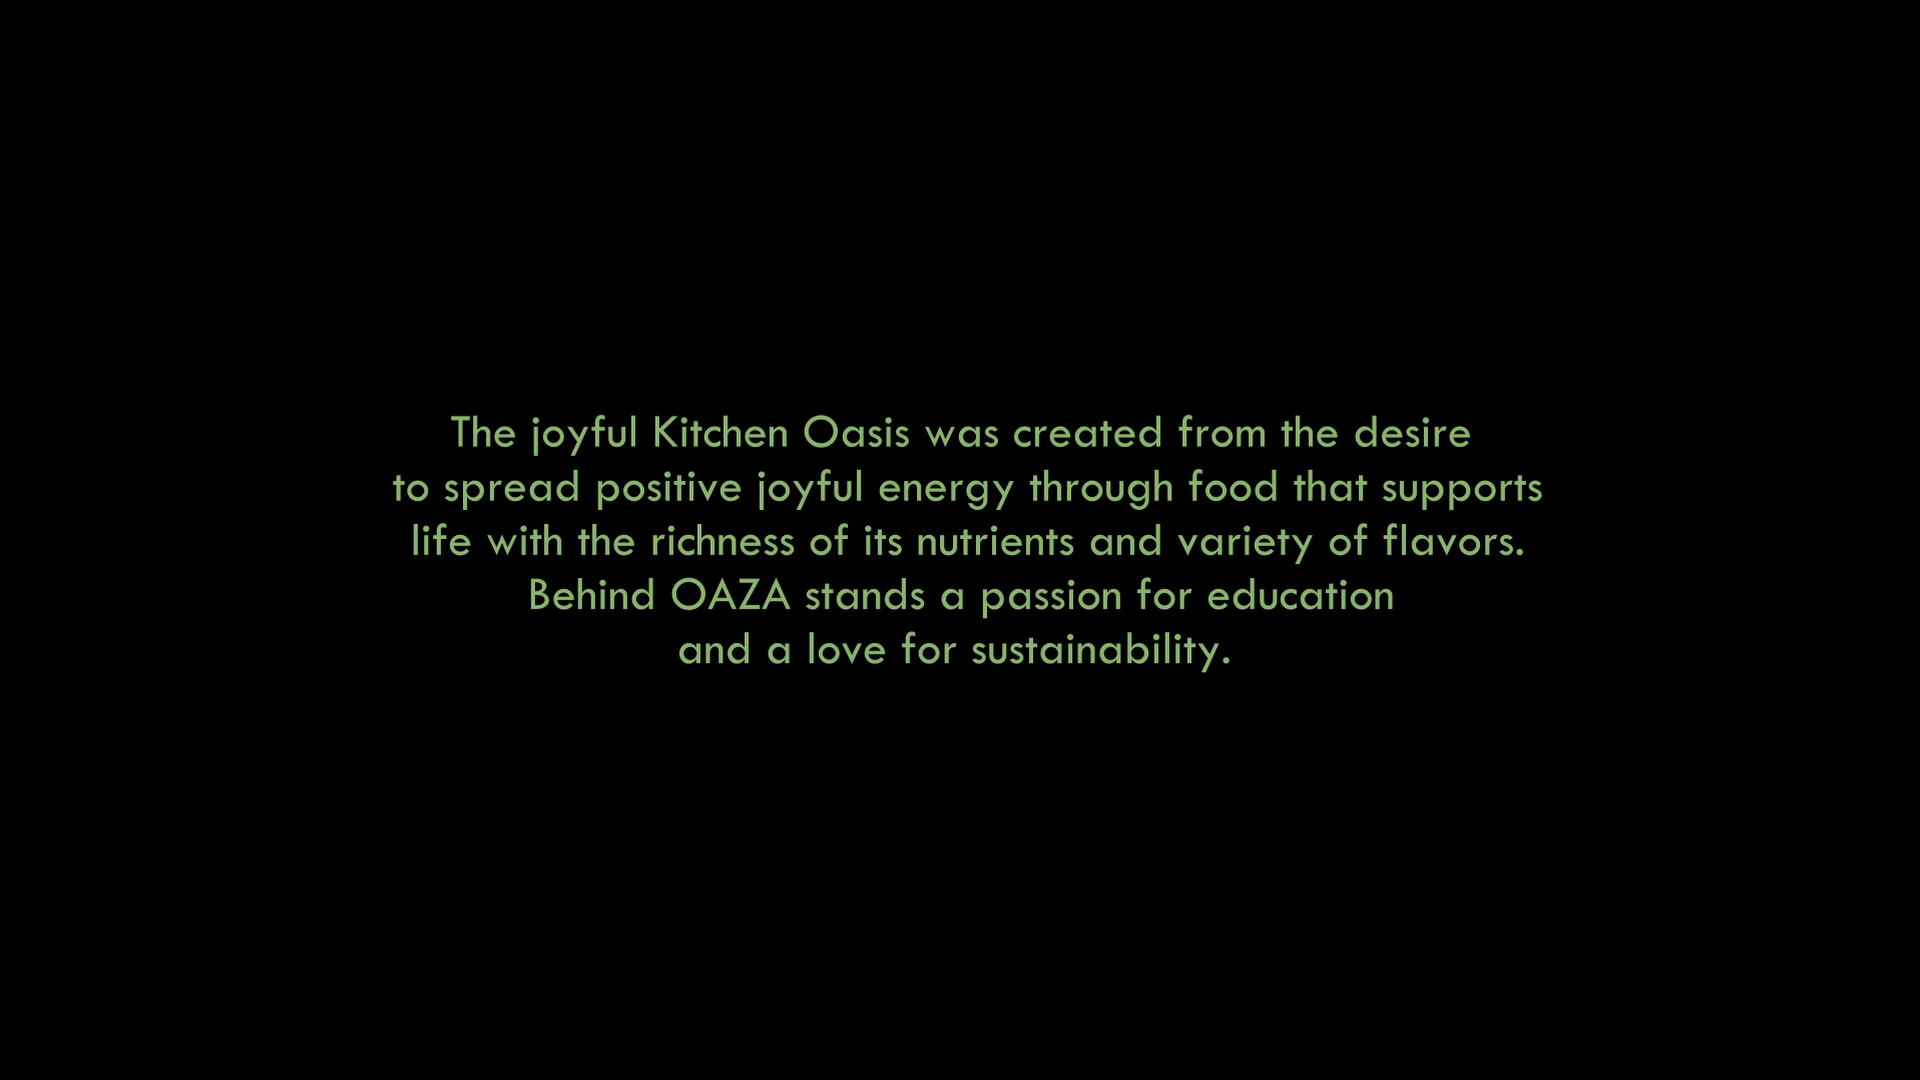 The joyful Kitchen Oasis was created from the desire
to spread positive joyful energy through food that supports
life with the richness of its nutrients and variety of flavors.
Behind OAZA stands a passion for education
and a love for sustainability.